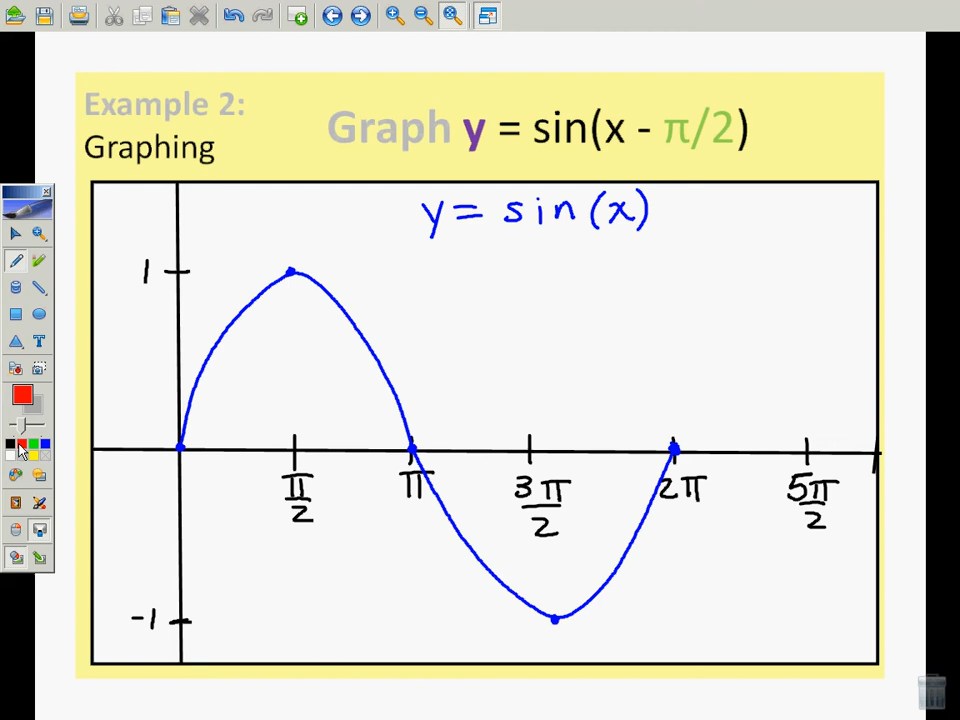 Example 2:
Graphing
Graph y = sin(x - π/2)
y = sin(x)
1
π/2
π
3π/2
2π
5π/2
-1